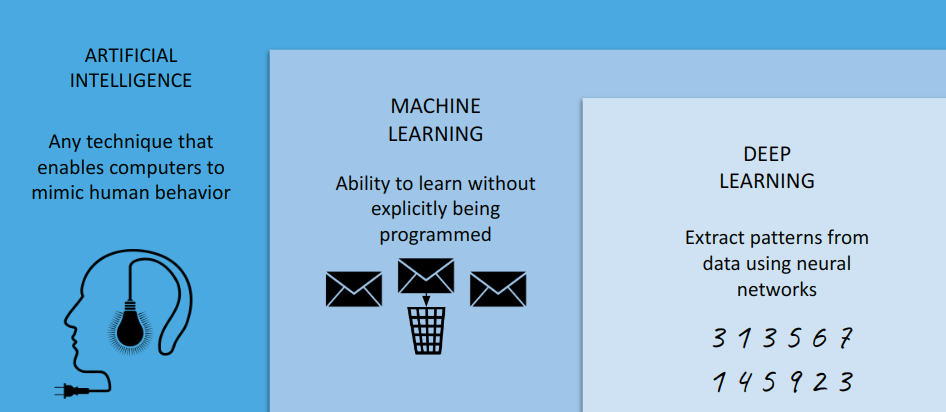 ARTIFICIAL
INTELLIGENCE
Any technique that
enables computers to
mimic human behavior
MACHINE
LEARNING
Ability to learn without
explicitly being
programmed
DEEP
LEARNING
Extract patterns from
data using neural
networks
3 1 3 5 6 7
1 4 5 9 2 3